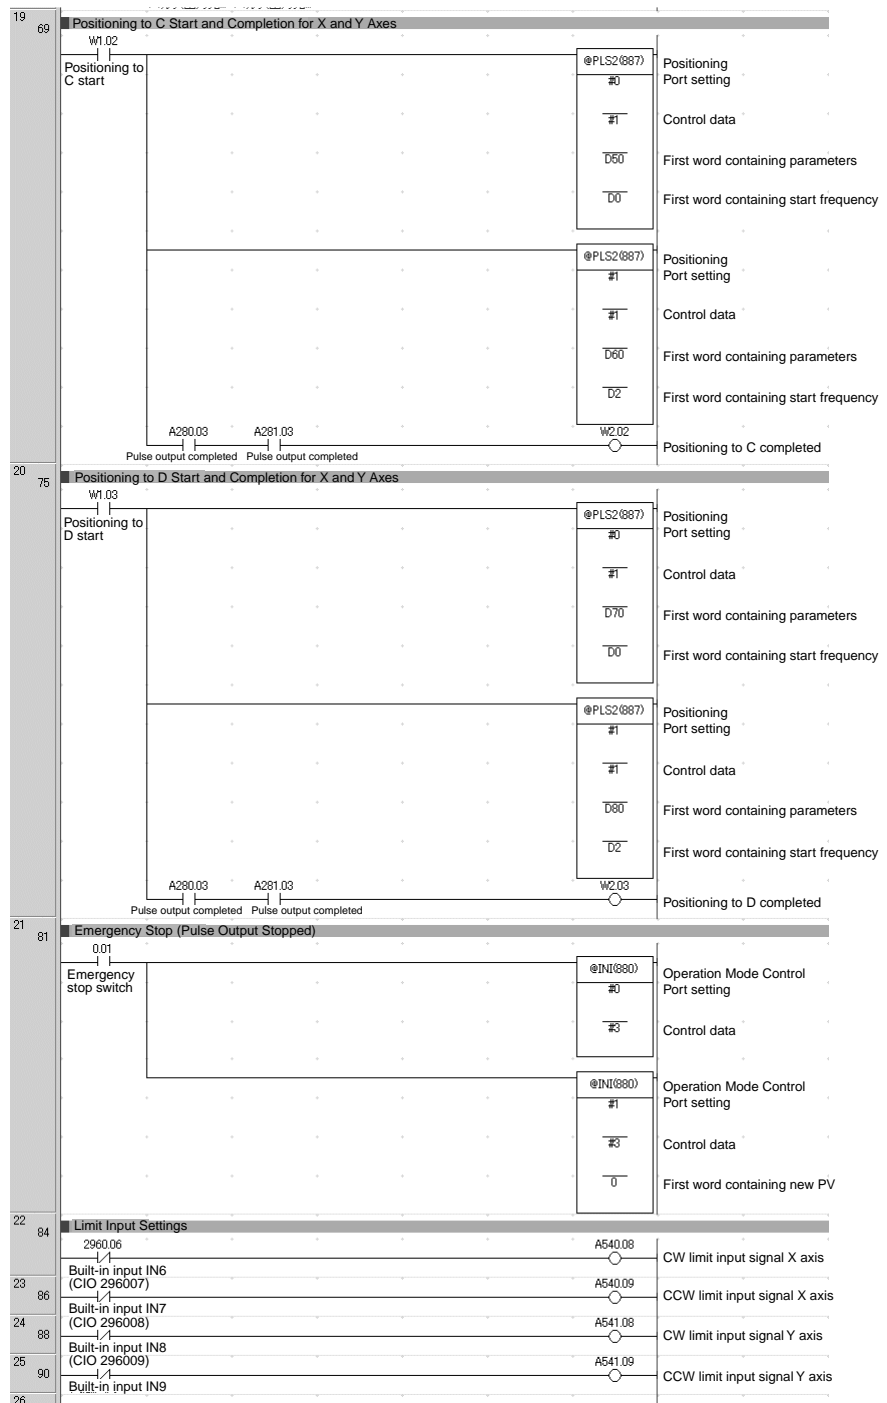 19
69
Positioning to C Start and Completion for X and Y Axes
W1.02
Positioning to
C start
@PLS2(887)
Positioning
#0
Port setting
#1
Control data
D50
First word containing parameters
D0
First word containing start frequency
@PLS2(887)
Positioning
#1
Port setting
#1
Control data
D60
First word containing parameters
D2
First word containing start frequency
A280.03
A281.03
W2.02
Pulse output completed
Pulse output completed
Positioning to C completed
20
75
Positioning to D Start and Completion for X and Y Axes
W1.03
Positioning to
D start
@PLS2(887)
Positioning
#0
Port setting
#1
Control data
D70
First word containing parameters
D0
First word containing start frequency
@PLS2(887)
Positioning
#1
Port setting
#1
Control data
D80
First word containing parameters
D2
First word containing start frequency
A280.03
A281.03
W2.03
Pulse output completed
Pulse output completed
Positioning to D completed
21
81
Emergency Stop (Pulse Output Stopped)
0.01
Emergency
stop switch
@INI(880)
Operation Mode Control
#0
Port setting
#3
Control data
@INI(880)
Operation Mode Control
#1
Port setting
#3
Control data
0
First word containing new PV
22
84
Limit Input Settings
2960.06
A540.08
CW limit input signal X axis
Built-in input IN6
23
86
(CIO 296007)
A540.09
CCW limit input signal X axis
Built-in input IN7
24
88
(CIO 296008)
A541.08
CW limit input signal Y axis
Built-in input IN8
25
90
(CIO 296009)
A541.09
CCW limit input signal Y axis
Built-in input IN9
26